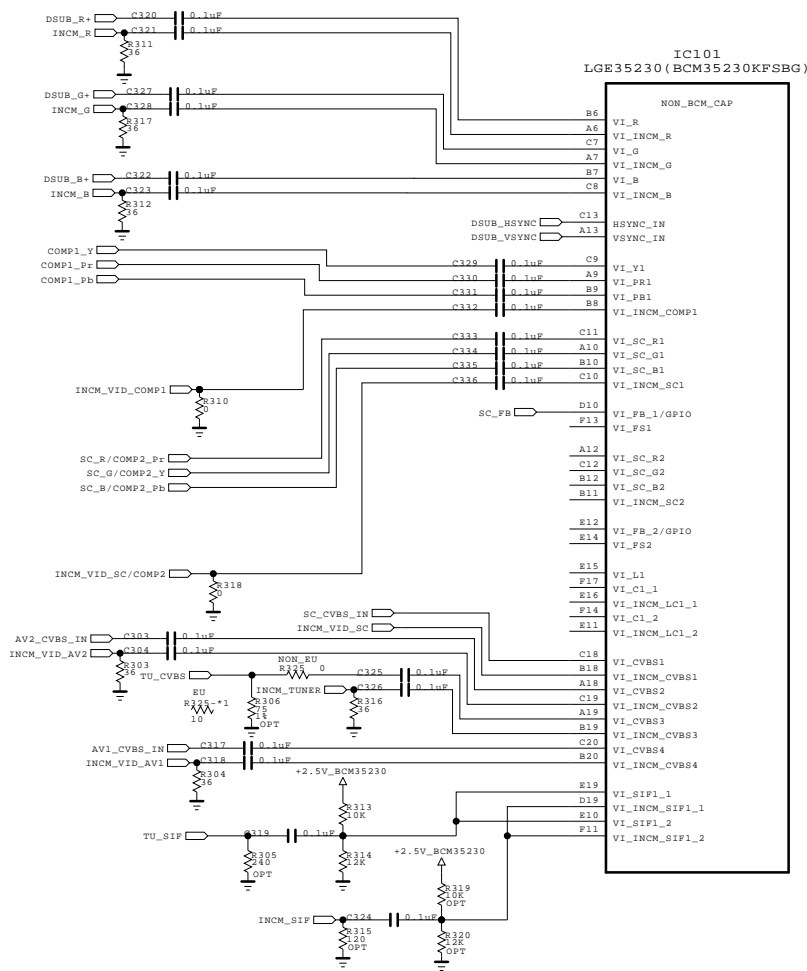 DSUB_R+ C320 0.1uF
INCM_R C321 0.1uF
R311
36
DSUB_G+ C327 0.1uF
INCM_G C328 0.1uF
R317
36
DSUB_B+ C322 0.1uF
INCM_B C323 0.1uF
R312
36
IC101
LGE35230(BCM35230KFSBG)
NON_BCM_CAP
B6 VI_R
A6 VI_INCM_R
C7 VI_G
A7 VI_INCM_G
B7 VI_B
C8 VI_INCM_B
DSUB_HSYNC C13 HSYNC_IN
DSUB_VSYNC A13 VSYNC_IN
COMP1_Y C329 0.1uF C9 VI_Y1
COMP1_Pr C330 0.1uF A9 VI_PR1
COMP1_Pb C331 0.1uF B9 VI_PB1
C332 0.1uF B8 VI_INCM_COMP1
C333 0.1uF C11 VI_SC_R1
C334 0.1uF A10 VI_SC_G1
C335 0.1uF B10 VI_SC_B1
C336 0.1uF C10 VI_INCM_SC1
INCM_VID_COMP1
R310
0
SC_FB D10 VI_FB_1/GPIO
F13 VI_FS1
SC_R/COMP2_Pr
SC_G/COMP2_Y
SC_B/COMP2_Pb
A12 VI_SC_R2
C12 VI_SC_G2
B12 VI_SC_B2
B11 VI_INCM_SC2
E12 VI_FB_2/GPIO
E14 VI_FS2
INCM_VID_SC/COMP2
R318
0
E15 VI_L1
F17 VI_C1_1
E16 VI_INCM_LC1_1
F14 VI_C1_2
E11 VI_INCM_LC1_2
SC_CVBS_IN
INCM_VID_SC
AV2_CVBS_IN C303 0.1uF
INCM_VID_AV2 C304 0.1uF
R303
36
C18 VI_CVBS1
B18 VI_INCM_CVBS1
A18 VI_CVBS2
C19 VI_INCM_CVBS2
A19 VI_CVBS3
B19 VI_INCM_CVBS3
C20 VI_CVBS4
B20 VI_INCM_CVBS4
NON_EU
TU_CVBS R325 0 C325 0.1uF
INCM_TUNER C326 0.1uF
EU
R325-*1
10
R306
75
1%
OPT
R316
36
AV1_CVBS_IN C317 0.1uF
INCM_VID_AV1 C318 0.1uF
R304
36
+2.5V_BCM35230
R313
10K
E19 VI_SIF1_1
D19 VI_INCM_SIF1_1
E10 VI_SIF1_2
F11 VI_INCM_SIF1_2
TU_SIF C319 0.1uF
R305
240
OPT
R314
12K
+2.5V_BCM35230
R319
10K
OPT
INCM_SIF C324 0.1uF
R315
120
OPT
R320
12K
OPT